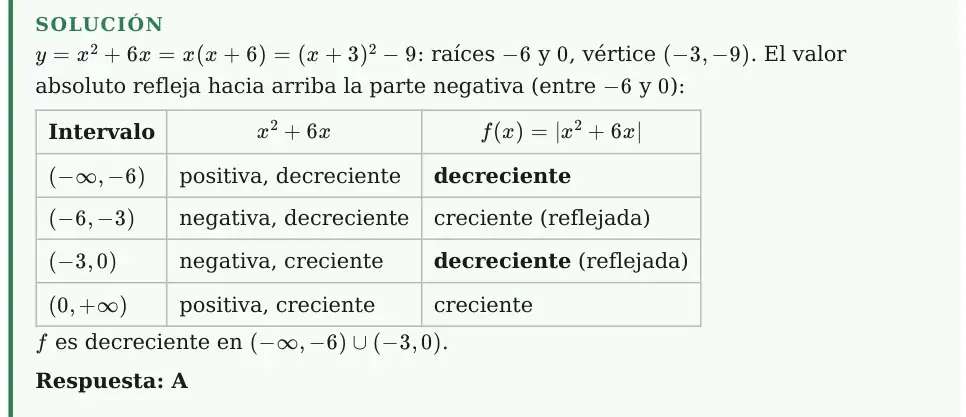 SOLUCIÓN
y = x² + 6x = x(x + 6) = (x + 3)² − 9: raíces −6 y 0, vértice (−3, −9). El valor
absoluto refleja hacia arriba la parte negativa (entre −6 y 0):
Intervalo x² + 6x f(x) = |x² + 6x|
(−∞, −6) positiva, decreciente decreciente
(−6, −3) negativa, decreciente creciente (reflejada)
(−3, 0) negativa, creciente decreciente (reflejada)
(0, +∞) positiva, creciente creciente
f es decreciente en (−∞, −6) ∪ (−3, 0).
Respuesta: A